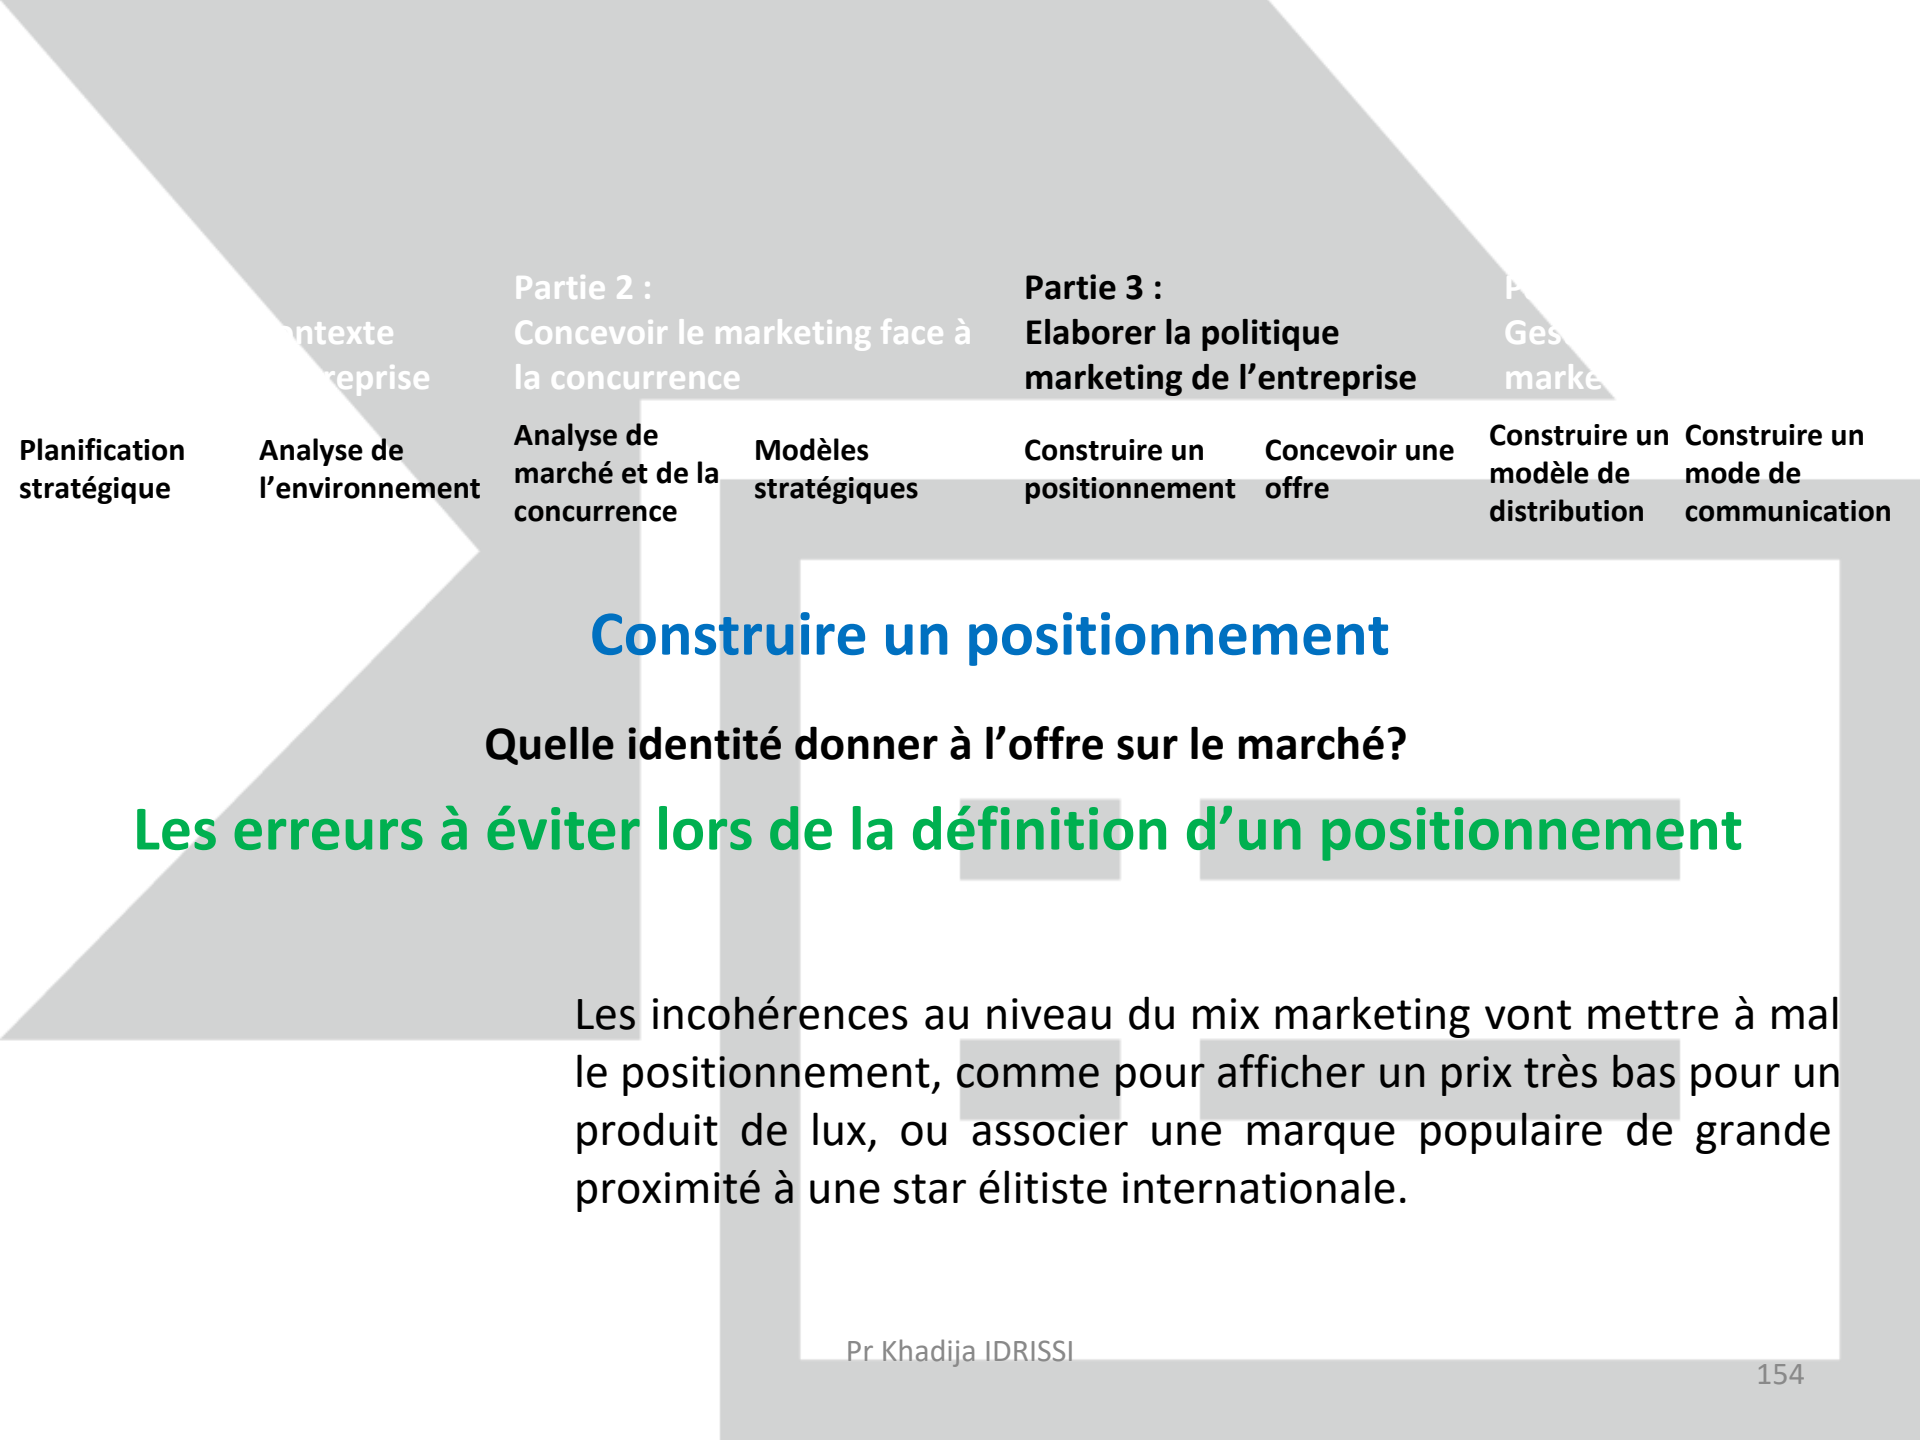 Partie 2 :
Partie 3 :
ontexte
Concevoir le marketing face à
Elaborer la politique
reprise
la concurrence
marketing de l’entreprise
Planification
stratégique
Analyse de
l’environnement
Analyse de
marché et de la
concurrence
Modèles
stratégiques
Construire un
positionnement
Concevoir une
offre
Construire un
modèle de
distribution
Construire un
mode de
communication
Construire un positionnement
Quelle identité donner à l’offre sur le marché?
Les erreurs à éviter lors de la définition d’un positionnement
Les incohérences au niveau du mix marketing vont mettre à mal
le positionnement, comme pour afficher un prix très bas pour un
produit de lux, ou associer une marque populaire de grande
proximité à une star élitiste internationale.
Pr Khadija IDRISSI
154